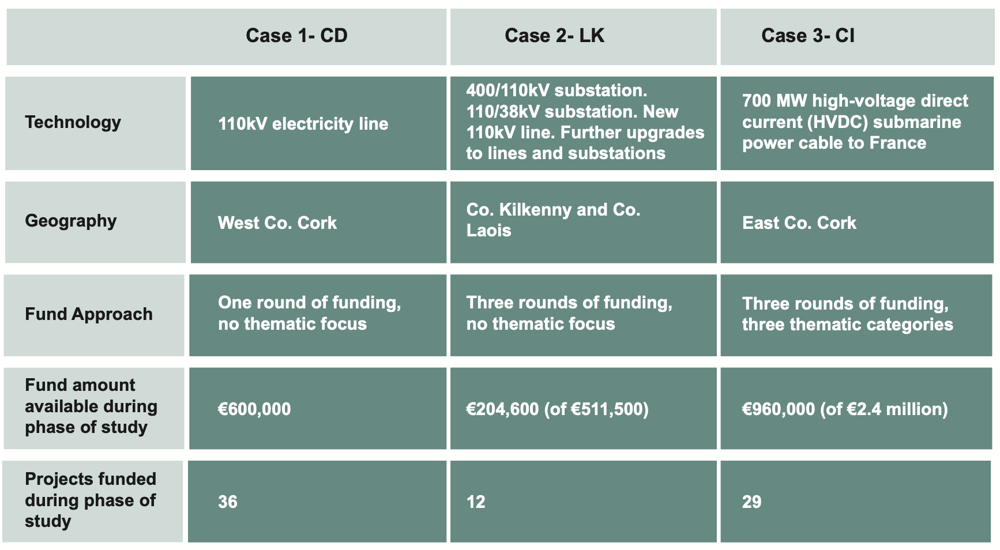 Case 1- CD
Case 2- LK
Case 3- CI
Technology
110kV electricity line
400/110kV substation.
110/38kV substation. New
110kV line. Further upgrades
to lines and substations
700 MW high-voltage direct
current (HVDC) submarine
power cable to France
Geography
West Co. Cork
Co. Kilkenny and Co.
Laois
East Co. Cork
Fund Approach
One round of funding,
no thematic focus
Three rounds of funding,
no thematic focus
Three rounds of funding,
three thematic categories
Fund amount
available during
phase of study
€600,000
€204,600 (of €511,500)
€960,000 (of €2.4 million)
Projects funded
during phase of
study
36
12
29